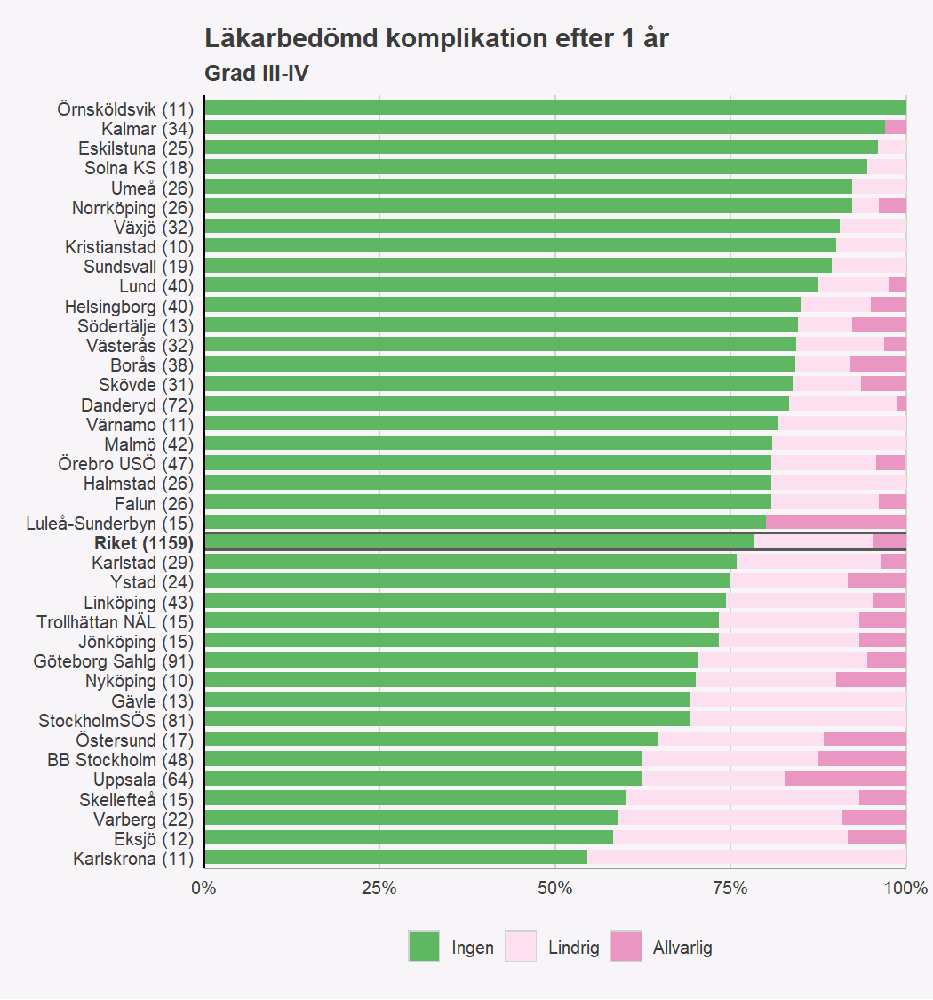 Läkarbedömd komplikation efter 1 år
Grad III-IV
Örnsköldsvik (11)
Kalmar (34)
Eskilstuna (25)
Solna KS (18)
Umeå (26)
Norrköping (26)
Växjö (32)
Kristianstad (10)
Sundsvall (19)
Lund (40)
Helsingborg (40)
Södertälje (13)
Västerås (32)
Borås (38)
Skövde (31)
Danderyd (72)
Värnamo (11)
Malmö (42)
Örebro USÖ (47)
Halmstad (26)
Falun (26)
Luleå-Sunderbyn (15)
Riket (1159)
Karlstad (29)
Ystad (24)
Linköping (43)
Trollhättan NÄL (15)
Jönköping (15)
Göteborg Sahlg (91)
Nyköping (10)
Gävle (13)
StockholmSÖS (81)
Östersund (17)
BB Stockholm (48)
Uppsala (64)
Skellefteå (15)
Varberg (22)
Eksjö (12)
Karlskrona (11)
0% 25% 50% 75% 100%
Ingen Lindrig Allvarlig